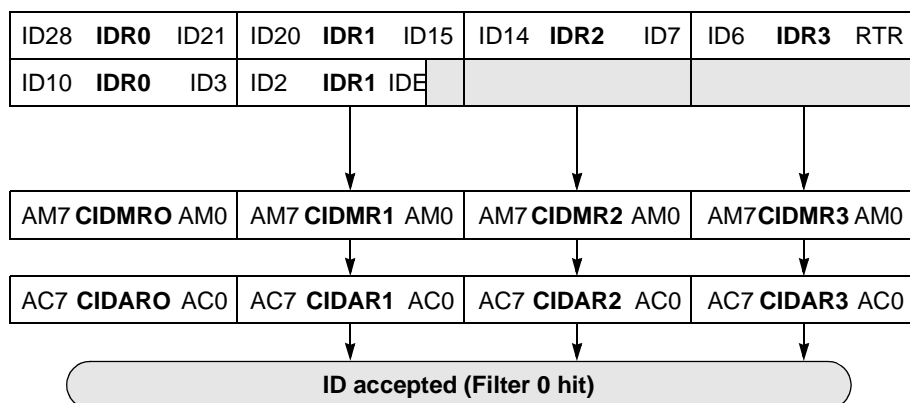 ID28 IDR0 ID21 ID20 IDR1 ID15 ID14 IDR2 ID7 ID6 IDR3 RTR
ID10 IDR0 ID3 ID2 IDR1 IDE
AM7 CIDMRO AM0 AM7 CIDMR1 AM0 AM7 CIDMR2 AM0 AM7 CIDMR3 AM0
AC7 CIDARO AC0 AC7 CIDAR1 AC0 AC7 CIDAR2 AC0 AC7 CIDAR3 AC0
ID accepted (Filter 0 hit)